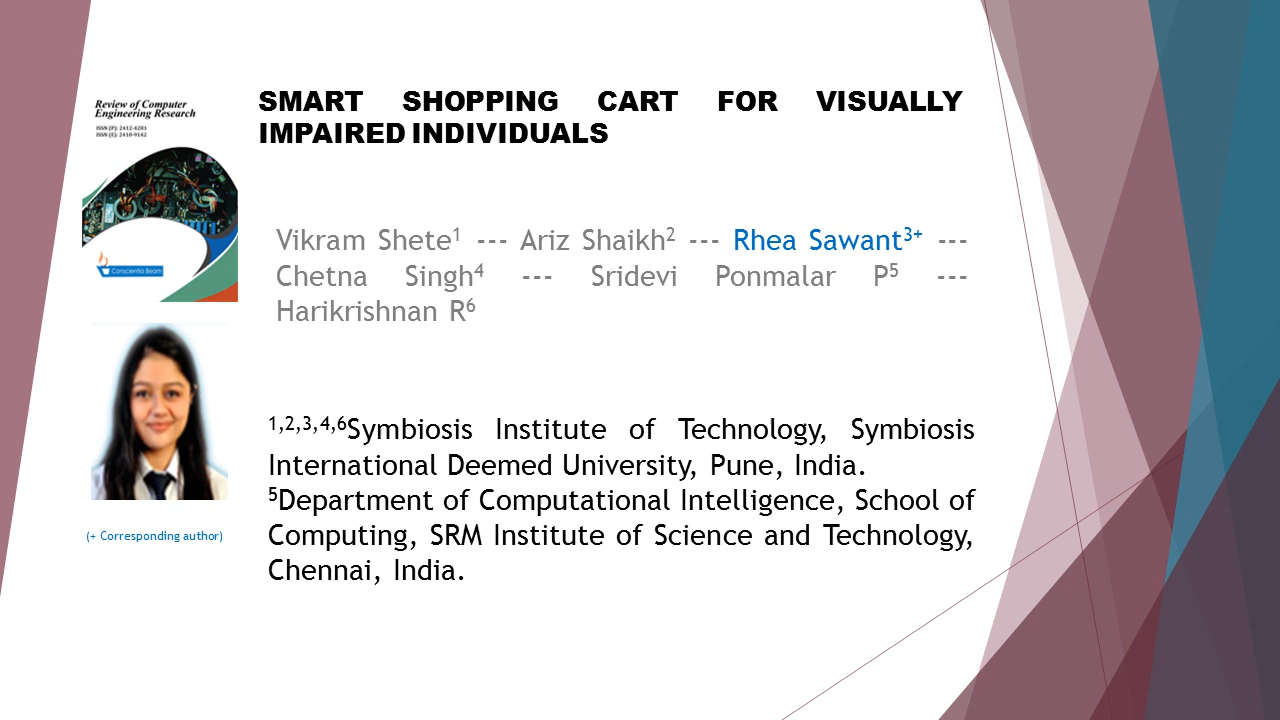 Review of Computer
Engineering Research
ISSN (P): 2412-4281
ISSN (E): 2410-9142
Conscientia Beam
(+ Corresponding author)
SMART SHOPPING CART FOR VISUALLY
IMPAIRED INDIVIDUALS
Vikram Shete¹ --- Ariz Shaikh² --- Rhea Sawant³⁺ ---
Chetna Singh⁴ --- Sridevi Ponmalar P⁵ ---
Harikrishnan R⁶
¹,²,³,⁴,⁶Symbiosis Institute of Technology, Symbiosis
International Deemed University, Pune, India.
⁵Department of Computational Intelligence, School of
Computing, SRM Institute of Science and Technology,
Chennai, India.